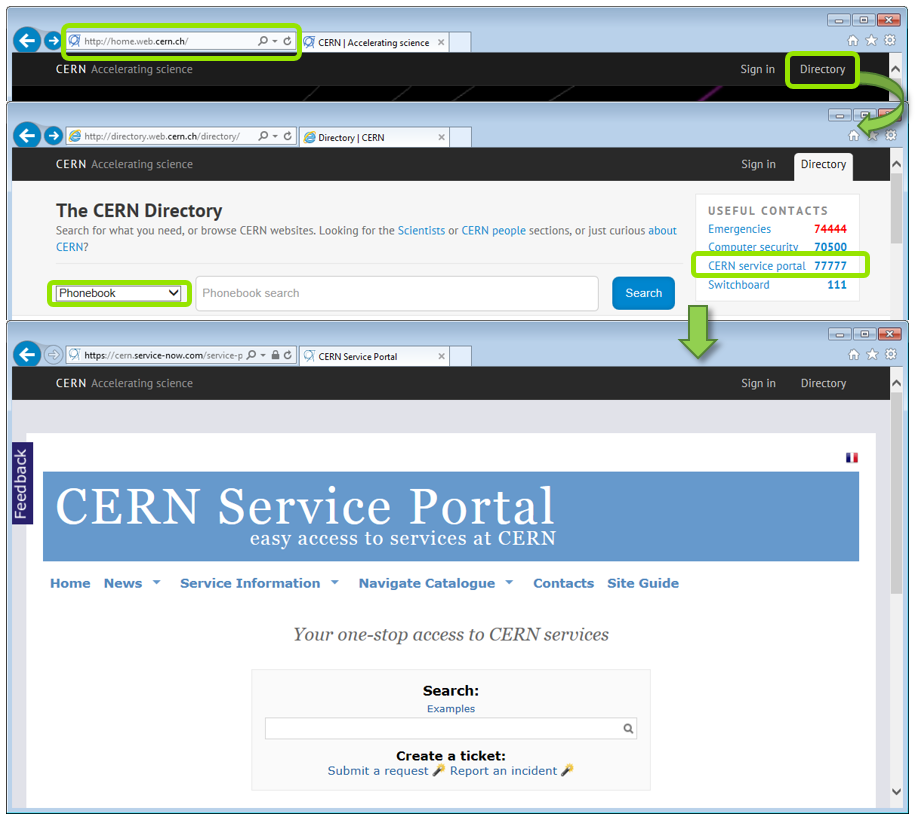 http://home.web.cern.ch/
CERN | Accelerating science
CERN Accelerating science
Sign in
Directory
http://directory.web.cern.ch/directory/
Directory | CERN
CERN Accelerating science
Sign in
Directory
The CERN Directory
Search for what you need, or browse CERN websites. Looking for the Scientists or CERN people sections, or just curious about
CERN?
Phonebook
Phonebook search
Search
USEFUL CONTACTS
Emergencies 74444
Computer security 70500
CERN service portal 77777
Switchboard 111
https://cern.service-now.com/service-p
CERN Service Portal
CERN Accelerating science
Sign in
Directory
Feedback
CERN Service Portal
easy access to services at CERN
Home News Service Information Navigate Catalogue Contacts Site Guide
Your one-stop access to CERN services
Search:
Examples
Create a ticket:
Submit a request Report an incident